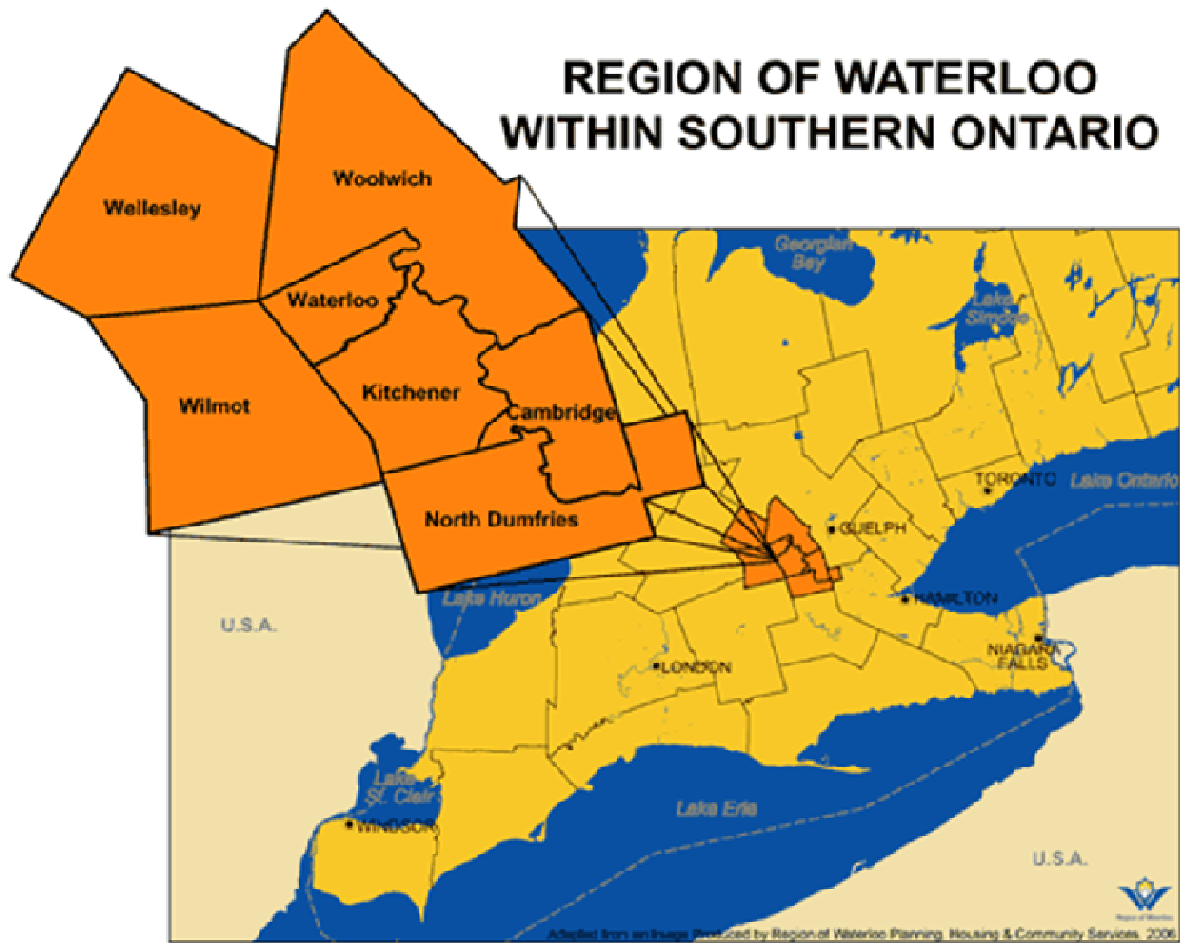 REGION OF WATERLOO
WITHIN SOUTHERN ONTARIO
Woolwich
Wellesley
Georgian
Bay
Waterloo
Lake
Simcoe
Kitchener
Wilmot
Cambridge
TORONTO
Lake Ontario
North Dumfries
GUELPH
Lake Huron
HAMILTON
U.S.A.
NIAGARA
FALLS
LONDON
Lake
St. Clair
Lake Erie
WINDSOR
U.S.A.
Region of Waterloo
Adapted from an Image Produced by Region of Waterloo Planning, Housing & Community Services, 2006